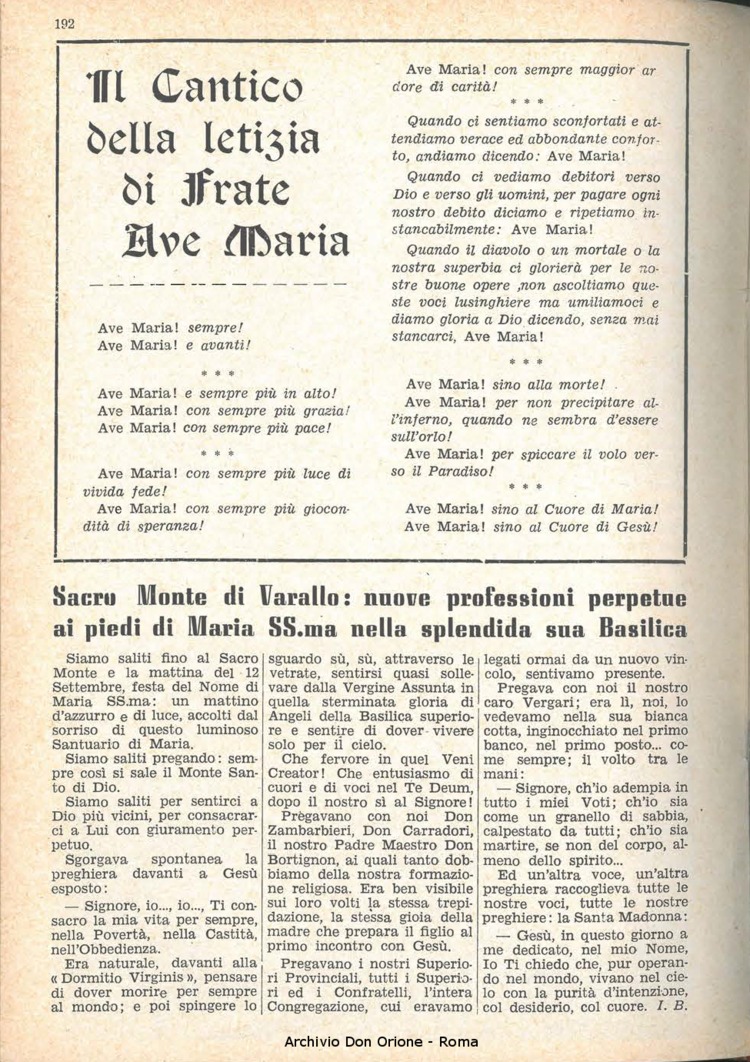 192
Il Cantico
della letizia
di Frate
Ave Maria
Ave Maria! sempre!
Ave Maria! e avanti!
* * *
Ave Maria! e sempre più in alto!
Ave Maria! con sempre più grazia!
Ave Maria! con sempre più pace!
* * *
Ave Maria! con sempre più luce di
vivida fede!
Ave Maria! con sempre più giocon-
dità di speranza!
Ave Maria! con sempre maggior ar
dore di carità!
* * *
Quando ci sentiamo sconfortati e at-
tendiamo verace ed abbondante confor-
to, andiamo dicendo: Ave Maria!
Quando ci vediamo debitori verso
Dio e verso gli uomini, per pagare ogni
nostro debito diciamo e ripetiamo in-
stancabilmente: Ave Maria!
Quando il diavolo o un mortale o la
nostra superbia ci glorierà per le no-
stre buone opere ,non ascoltiamo que-
ste voci lusinghiere ma umiliamoci e
diamo gloria a Dio dicendo, senza mai
stancarci, Ave Maria!
* * *
Ave Maria! sino alla morte!
Ave Maria! per non precipitare al-
l'inferno, quando ne sembra d'essere
sull'orlo!
Ave Maria! per spiccare il volo ver-
so il Paradiso!
* * *
Ave Maria! sino al Cuore di Maria!
Ave Maria! sino al Cuore di Gesù!
Sacro Monte di Varallo: nuove professioni perpetue
ai piedi di Maria SS.ma nella splendida sua Basilica
Siamo saliti fino al Sacro
Monte e la mattina del 12
Settembre, festa del Nome di
Maria SS.ma: un mattino
d'azzurro e di luce, accolti dal
sorriso di questo luminoso
Santuario di Maria.
Siamo saliti pregando: sem-
pre così si sale il Monte San-
to di Dio.
Siamo saliti per sentirci a
Dio più vicini, per consacrar-
ci a Lui con giuramento per-
petuo.
Sgorgava spontanea la
preghiera davanti a Gesù
esposto:
— Signore, io..., io..., Ti con-
sacro la mia vita per sempre,
nella Povertà, nella Castità,
nell'Obbedienza.
Era naturale, davanti alla
« Dormitio Virginis », pensare
di dover morire per sempre
al mondo; e poi spingere lo
sguardo sù, sù, attraverso le
vetrate, sentirsi quasi solle-
vare dalla Vergine Assunta in
quella sterminata gloria di
Angeli della Basilica superio-
re e sentire di dover vivere
solo per il cielo.
Che fervore in quel Veni
Creator! Che entusiasmo di
cuori e di voci nel Te Deum,
dopo il nostro sì al Signore!
Prègavano con noi Don
Zambarbieri, Don Carradori,
il nostro Padre Maestro Don
Bortignon, ai quali tanto dob-
biamo della nostra formazio-
ne religiosa. Era ben visibile
sui loro volti la stessa trepi-
dazione, la stessa gioia della
madre che prepara il figlio al
primo incontro con Gesù.
Pregavano i nostri Superio-
ri Provinciali, tutti i Superio-
ri ed i Confratelli, l'intera
Congregazione, cui eravamo
legati ormai da un nuovo vin-
colo, sentivamo presente.
Pregava con noi il nostro
caro Vergari; era lì, noi, lo
vedevamo nella sua bianca
cotta, inginocchiato nel primo
banco, nel primo posto... co-
me sempre; il volto tra le
mani:
— Signore, ch'io adempia in
tutto i miei Voti; ch'io sia
come un granello di sabbia,
calpestato da tutti; ch'io sia
martire, se non del corpo, al-
meno dello spirito...
Ed un'altra voce, un'altra
preghiera raccoglieva tutte le
nostre voci, tutte le nostre
preghiere: la Santa Madonna:
— Gesù, in questo giorno a
me dedicato, nel mio Nome,
Io Ti chiedo che, pur operan-
do nel mondo, vivano nel cie-
lo con la purità d'intenzione,
col desiderio, col cuore. I. B.
Archivio Don Orione - Roma